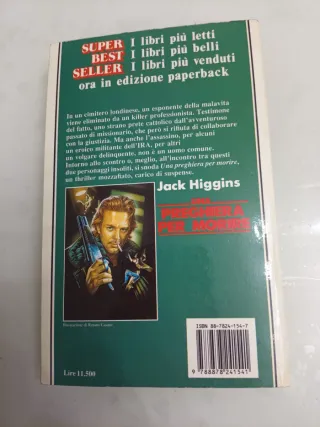 SUPER
BEST
SELLER
I libri più letti
I libri più belli
I libri più venduti
ora in edizione paperback
In un cimitero londinese, un esponente della malavita
viene eliminato da un killer professionista. Testimone
del fatto, uno strano prete cattolico dall'avventuroso
passato di missionario, che però si rifiuta di collaborare
con la giustizia. Ma anche l'assassino, per alcuni
un eroico militante dell'IRA, per altri
un volgare delinquente, non è un uomo comune.
Intorno allo scontro o, meglio, all'incontro tra questi
due personaggi insoliti, si snoda Una preghiera per morire,
un thriller mozzafiato, carico di suspense.
Jack Higgins
PREGHIERA
PER MORIRE
ISBN 88-7824-154-7
9 788878 241541
Lire 11.500